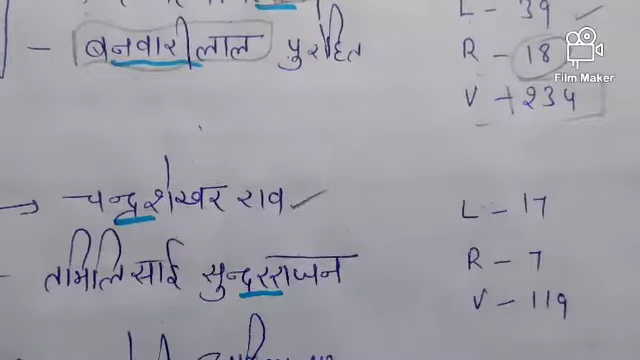 L - 39 ✓
- बनवारीलाल पुरोहित
R - 18
Film Maker
V - +234
→ चन्द्रशेखर राव ✓
L - 17
- तमिलिसाई सुन्दरराजन
R - 7
V - 119